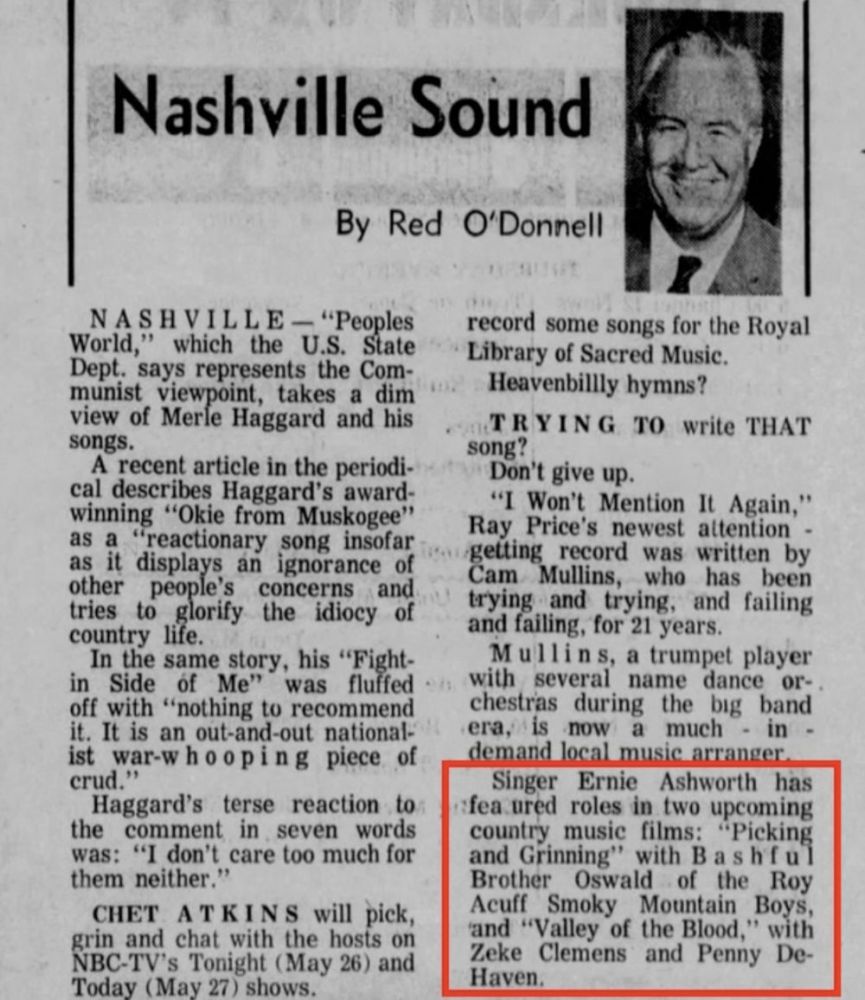 Nashville Sound
By Red O'Donnell
NASHVILLE — "Peoples
World," which the U.S. State
Dept. says represents the Com-
munist viewpoint, takes a dim
view of Merle Haggard and his
songs.
A recent article in the periodi-
cal describes Haggard's award-
winning "Okie from Muskogee"
as a "reactionary song insofar
as it displays an ignorance of
other people's concerns and
tries to glorify the idiocy of
country life.
In the same story, his "Fight-
in Side of Me" was fluffed
off with "nothing to recommend
it. It is an out-and-out national-
ist war-whooping piece of
crud."
Haggard's terse reaction to
the comment in seven words
was: "I don't care too much for
them neither."
CHET ATKINS will pick,
grin and chat with the hosts on
NBC-TV's Tonight (May 26) and
Today (May 27) shows.
record some songs for the Royal
Library of Sacred Music.
Heavenbillly hymns?
TRYING TO write THAT
song?
Don't give up.
"I Won't Mention It Again,"
Ray Price's newest attention -
getting record was written by
Cam Mullins, who has been
trying and trying, and failing
and failing, for 21 years.
Mullins, a trumpet player
with several name dance or-
chestras during the big band
era, is now a much - in -
demand local music arranger.
Singer Ernie Ashworth has
fea ured roles in two upcoming
country music films: "Picking
and Grinning" with Bashful
Brother Oswald of the Roy
Acuff Smoky Mountain Boys,
and "Valley of the Blood," with
Zeke Clemens and Penny De-
Haven.